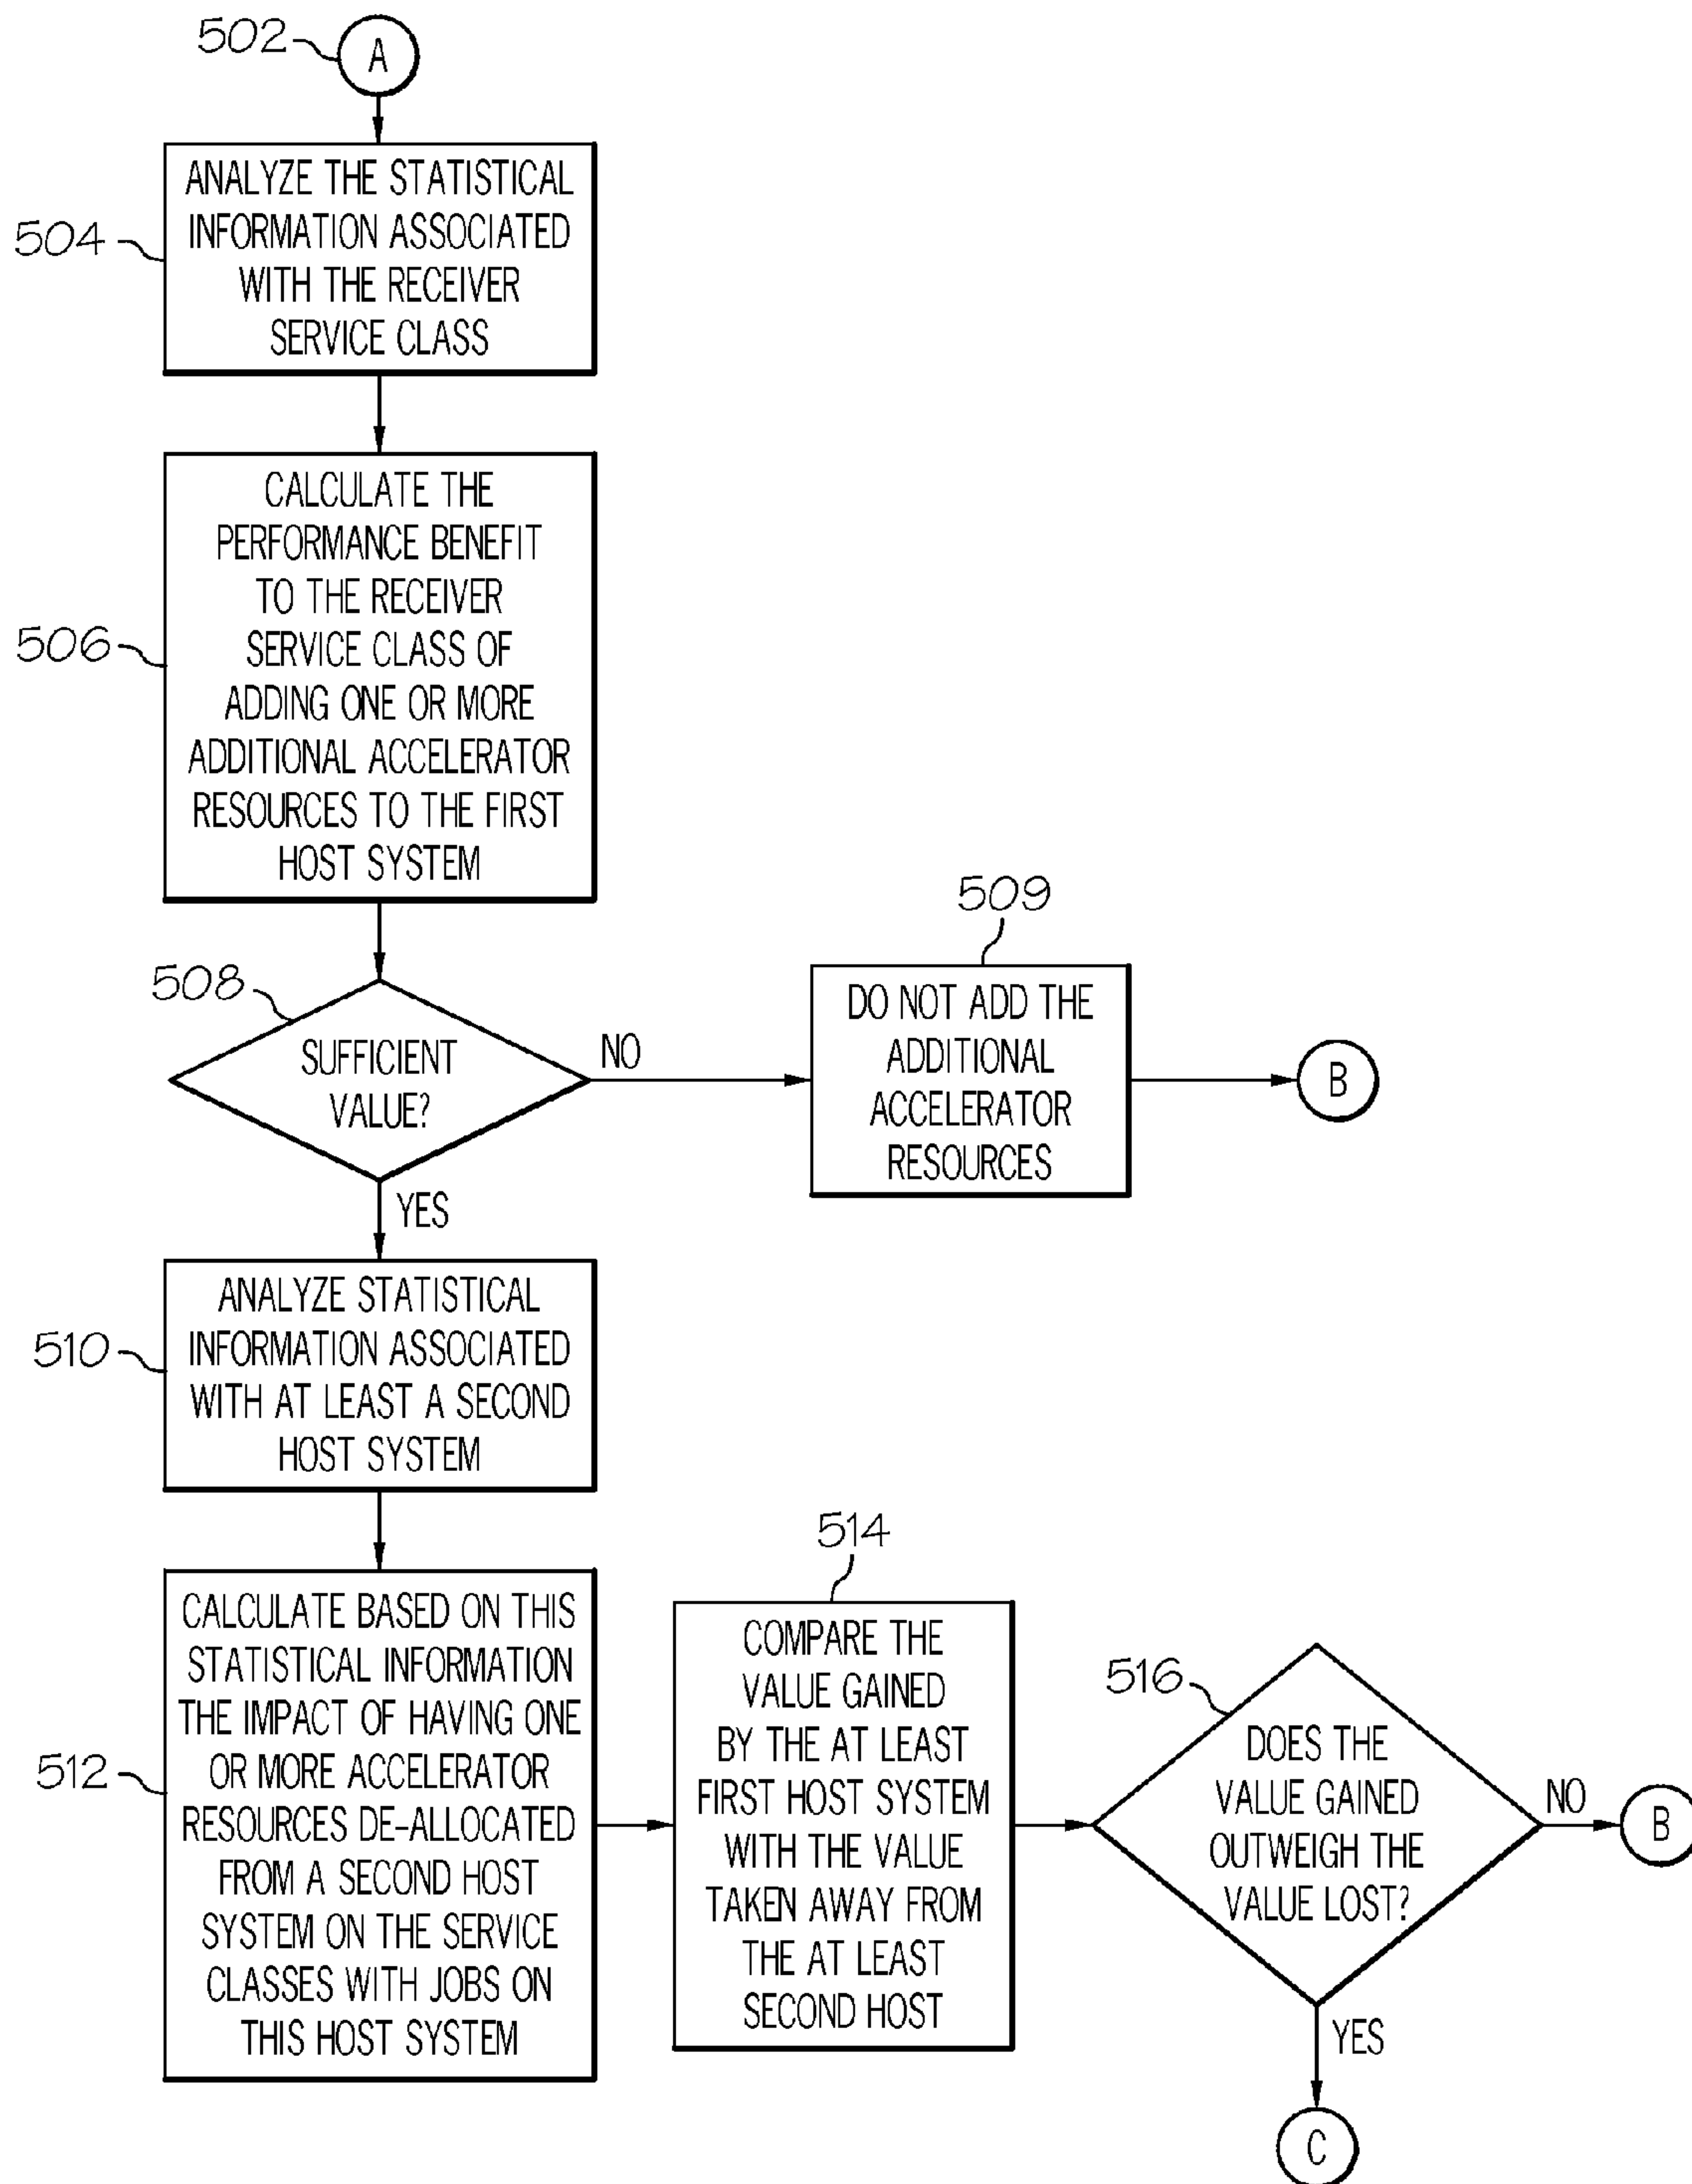 502
A
504
ANALYZE THE STATISTICAL
INFORMATION ASSOCIATED
WITH THE RECEIVER
SERVICE CLASS
506
CALCULATE THE
PERFORMANCE BENEFIT
TO THE RECEIVER
SERVICE CLASS OF
ADDING ONE OR MORE
ADDITIONAL ACCELERATOR
RESOURCES TO THE FIRST
HOST SYSTEM
508
SUFFICIENT
VALUE?
NO
509
DO NOT ADD THE
ADDITIONAL
ACCELERATOR
RESOURCES
B
YES
510
ANALYZE STATISTICAL
INFORMATION ASSOCIATED
WITH AT LEAST A SECOND
HOST SYSTEM
512
CALCULATE BASED ON THIS
STATISTICAL INFORMATION
THE IMPACT OF HAVING ONE
OR MORE ACCELERATOR
RESOURCES DE-ALLOCATED
FROM A SECOND HOST
SYSTEM ON THE SERVICE
CLASSES WITH JOBS ON
THIS HOST SYSTEM
514
COMPARE THE
VALUE GAINED
BY THE AT LEAST
FIRST HOST SYSTEM
WITH THE VALUE
TAKEN AWAY FROM
THE AT LEAST
SECOND HOST
516
DOES THE
VALUE GAINED
OUTWEIGH THE
VALUE LOST?
NO
B
YES
C